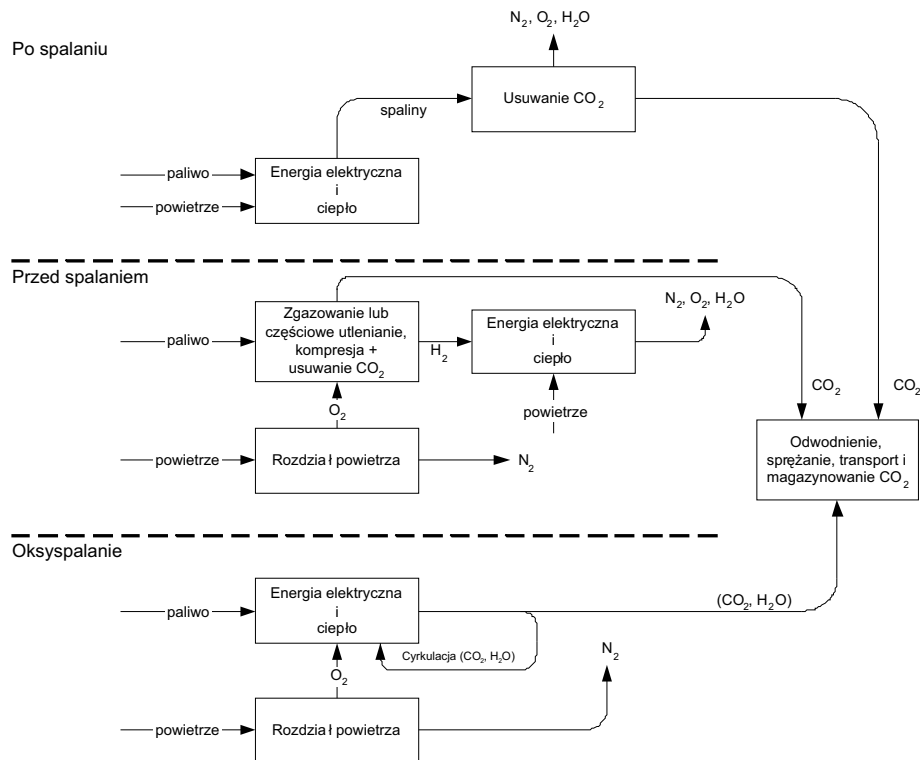 N₂, O₂, H₂O
Po spalaniu
Usuwanie CO₂
spaliny
paliwo
powietrze
Energia elektryczna
i
ciepło
Przed spalaniem
paliwo
Zgazowanie lub
częściowe utlenianie,
kompresja +
usuwanie CO₂
H₂
Energia elektryczna
i
ciepło
N₂, O₂, H₂O
O₂
powietrze
powietrze
Rozdział powietrza
N₂
CO₂
CO₂
Odwodnienie,
sprężanie, transport i
magazynowanie CO₂
Oksyspalanie
paliwo
Energia elektryczna
i
ciepło
(CO₂, H₂O)
Cyrkulacja (CO₂, H₂O)
O₂
N₂
powietrze
Rozdział powietrza